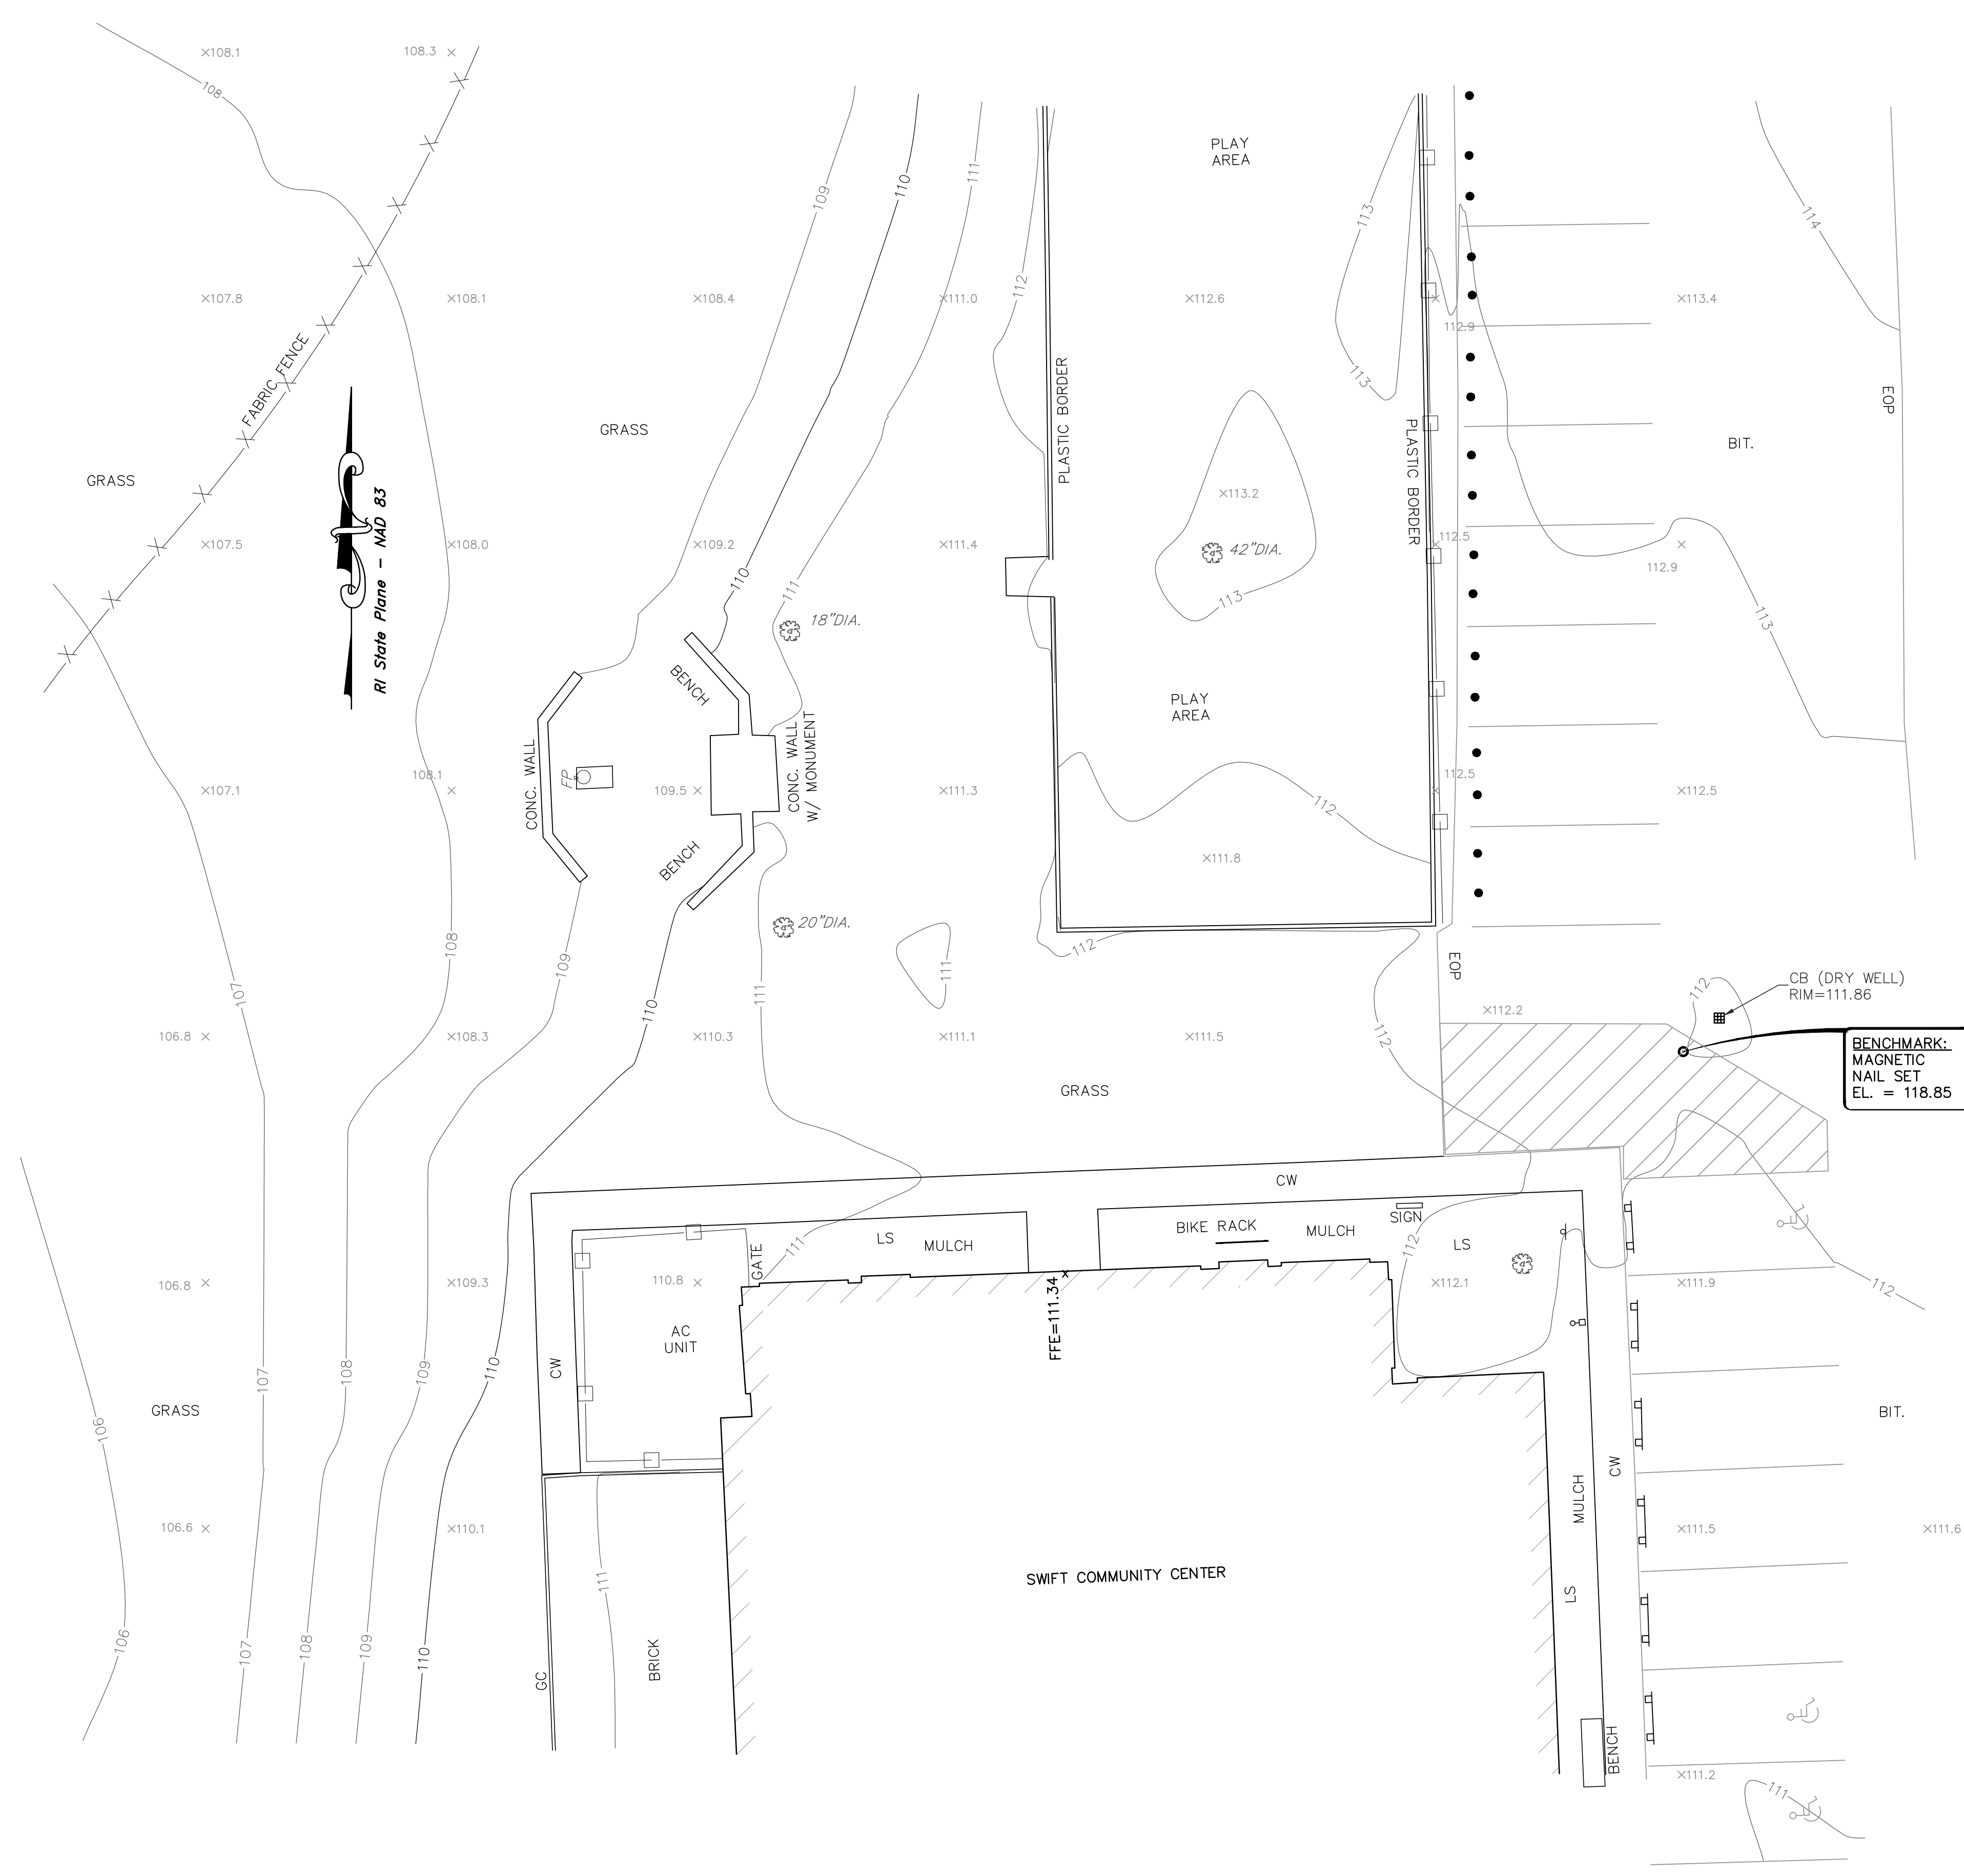 ×108.1
108.3 ×
108
109
110
111
PLAY
AREA
113
114
×107.8
×108.1
×108.4
×111.0
112
×112.6
112.9
×113.4
FABRIC FENCE
113
PLASTIC BORDER
PLASTIC BORDER
EOP
GRASS
GRASS
BIT.
RI State Plane - NAD 83
×113.2
42"DIA.
113
×107.5
×108.0
×109.2
×111.4
112.5
112.9
110
111
18"DIA.
113
BENCH
PLAY
AREA
CONC. WALL
FP
CONC. WALL
W/ MONUMENT
×107.1
108.1
109.5 ×
×111.3
112
112.5
×112.5
BENCH
×111.8
20"DIA.
108
109
107
110
111
111
112
EOP
112
CB (DRY WELL)
RIM=111.86
×112.2
106.8 ×
×108.3
×110.3
×111.1
×111.5
112
BENCHMARK:
MAGNETIC
NAIL SET
EL. = 118.85
GRASS
CW
SIGN
BIKE RACK
MULCH
LS
LS
MULCH
111
112
GATE
106.8 ×
×109.3
110.8 ×
FFE=111.34
×112.1
×111.9
112
AC
UNIT
CW
107
108
109
110
GRASS
106
BIT.
CW
MULCH
106.6 ×
×110.1
×111.5
×111.6
SWIFT COMMUNITY CENTER
111
LS
106
107
108
109
110
GC
BRICK
BENCH
×111.2
111